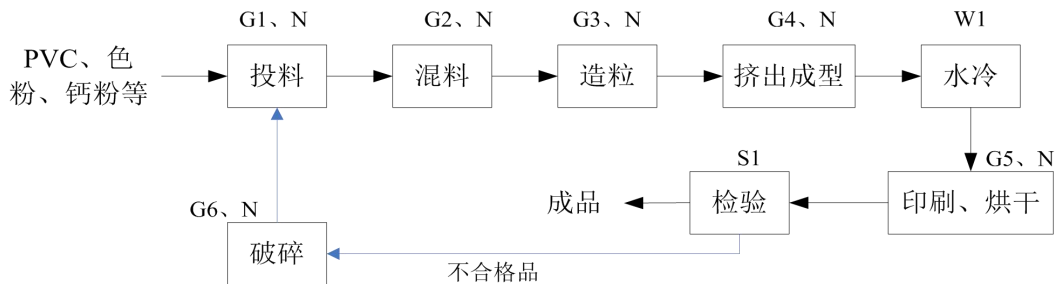 G1、N
G2、N
G3、N
G4、N
W1
PVC、色
粉、钙粉等
投料
混料
造粒
挤出成型
水冷
G5、N
S1
印刷、烘干
检验
成品
G6、N
破碎
不合格品